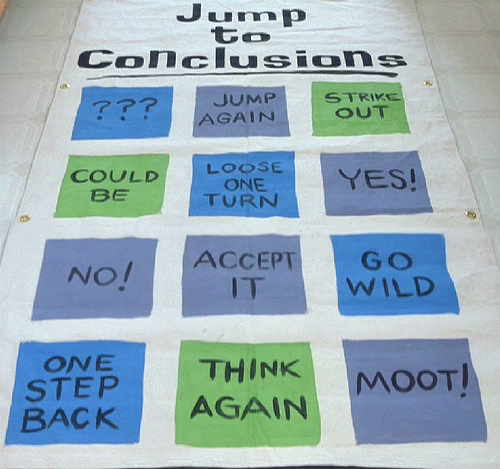 Jump
to
Conclusions
???
JUMP
AGAIN
STRIKE
OUT
COULD
BE
LOOSE
ONE
TURN
YES!
NO!
ACCEPT
IT
GO
WILD
ONE
STEP
BACK
THINK
AGAIN
MOOT!